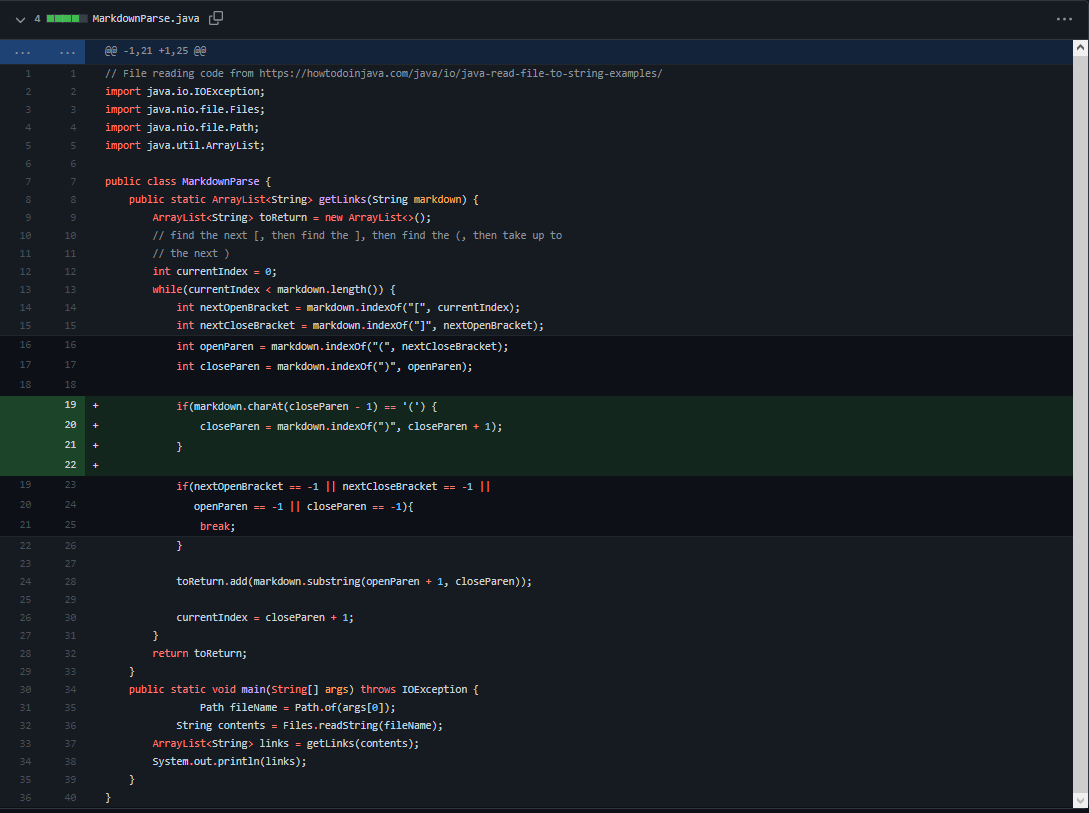 4 MarkdownParse.java
... ... @@ -1,21 +1,25 @@
1 1 // File reading code from https://howtodoinjava.com/java/io/java-read-file-to-string-examples/
2 2 import java.io.IOException;
3 3 import java.nio.file.Files;
4 4 import java.nio.file.Path;
5 5 import java.util.ArrayList;
6 6
7 7 public class MarkdownParse {
8 8 public static ArrayList<String> getLinks(String markdown) {
9 9 ArrayList<String> toReturn = new ArrayList<>();
10 10 // find the next [, then find the ], then find the (, then take up to
11 11 // the next )
12 12 int currentIndex = 0;
13 13 while(currentIndex < markdown.length()) {
14 14 int nextOpenBracket = markdown.indexOf("[", currentIndex);
15 15 int nextCloseBracket = markdown.indexOf("]", nextOpenBracket);
16 16 int openParen = markdown.indexOf("(", nextCloseBracket);
17 17 int closeParen = markdown.indexOf(")", openParen);
18 18
19 + if(markdown.charAt(closeParen - 1) == '(') {
20 + closeParen = markdown.indexOf(")", closeParen + 1);
21 + }
22 +
19 23 if(nextOpenBracket == -1 || nextCloseBracket == -1 ||
20 24 openParen == -1 || closeParen == -1){
21 25 break;
22 26 }
23 27
24 28 toReturn.add(markdown.substring(openParen + 1, closeParen));
25 29
26 30 currentIndex = closeParen + 1;
27 31 }
28 32 return toReturn;
29 33 }
30 34 public static void main(String[] args) throws IOException {
31 35 Path fileName = Path.of(args[0]);
32 36 String contents = Files.readString(fileName);
33 37 ArrayList<String> links = getLinks(contents);
34 38 System.out.println(links);
35 39 }
36 40 }